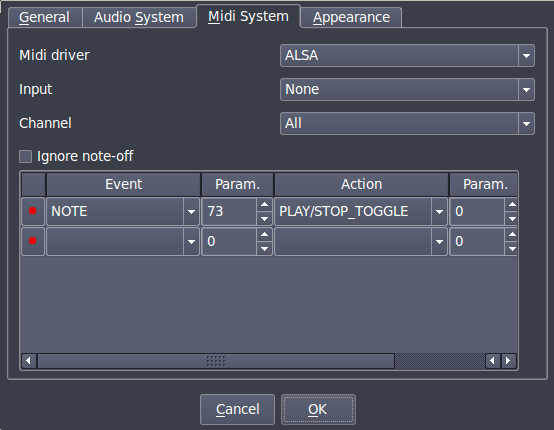 General Audio System Midi System Appearance
Midi driver ALSA
Input None
Channel All
Ignore note-off
Event Param. Action Param.
NOTE 73 PLAY/STOP_TOGGLE 0
0 0
Cancel OK